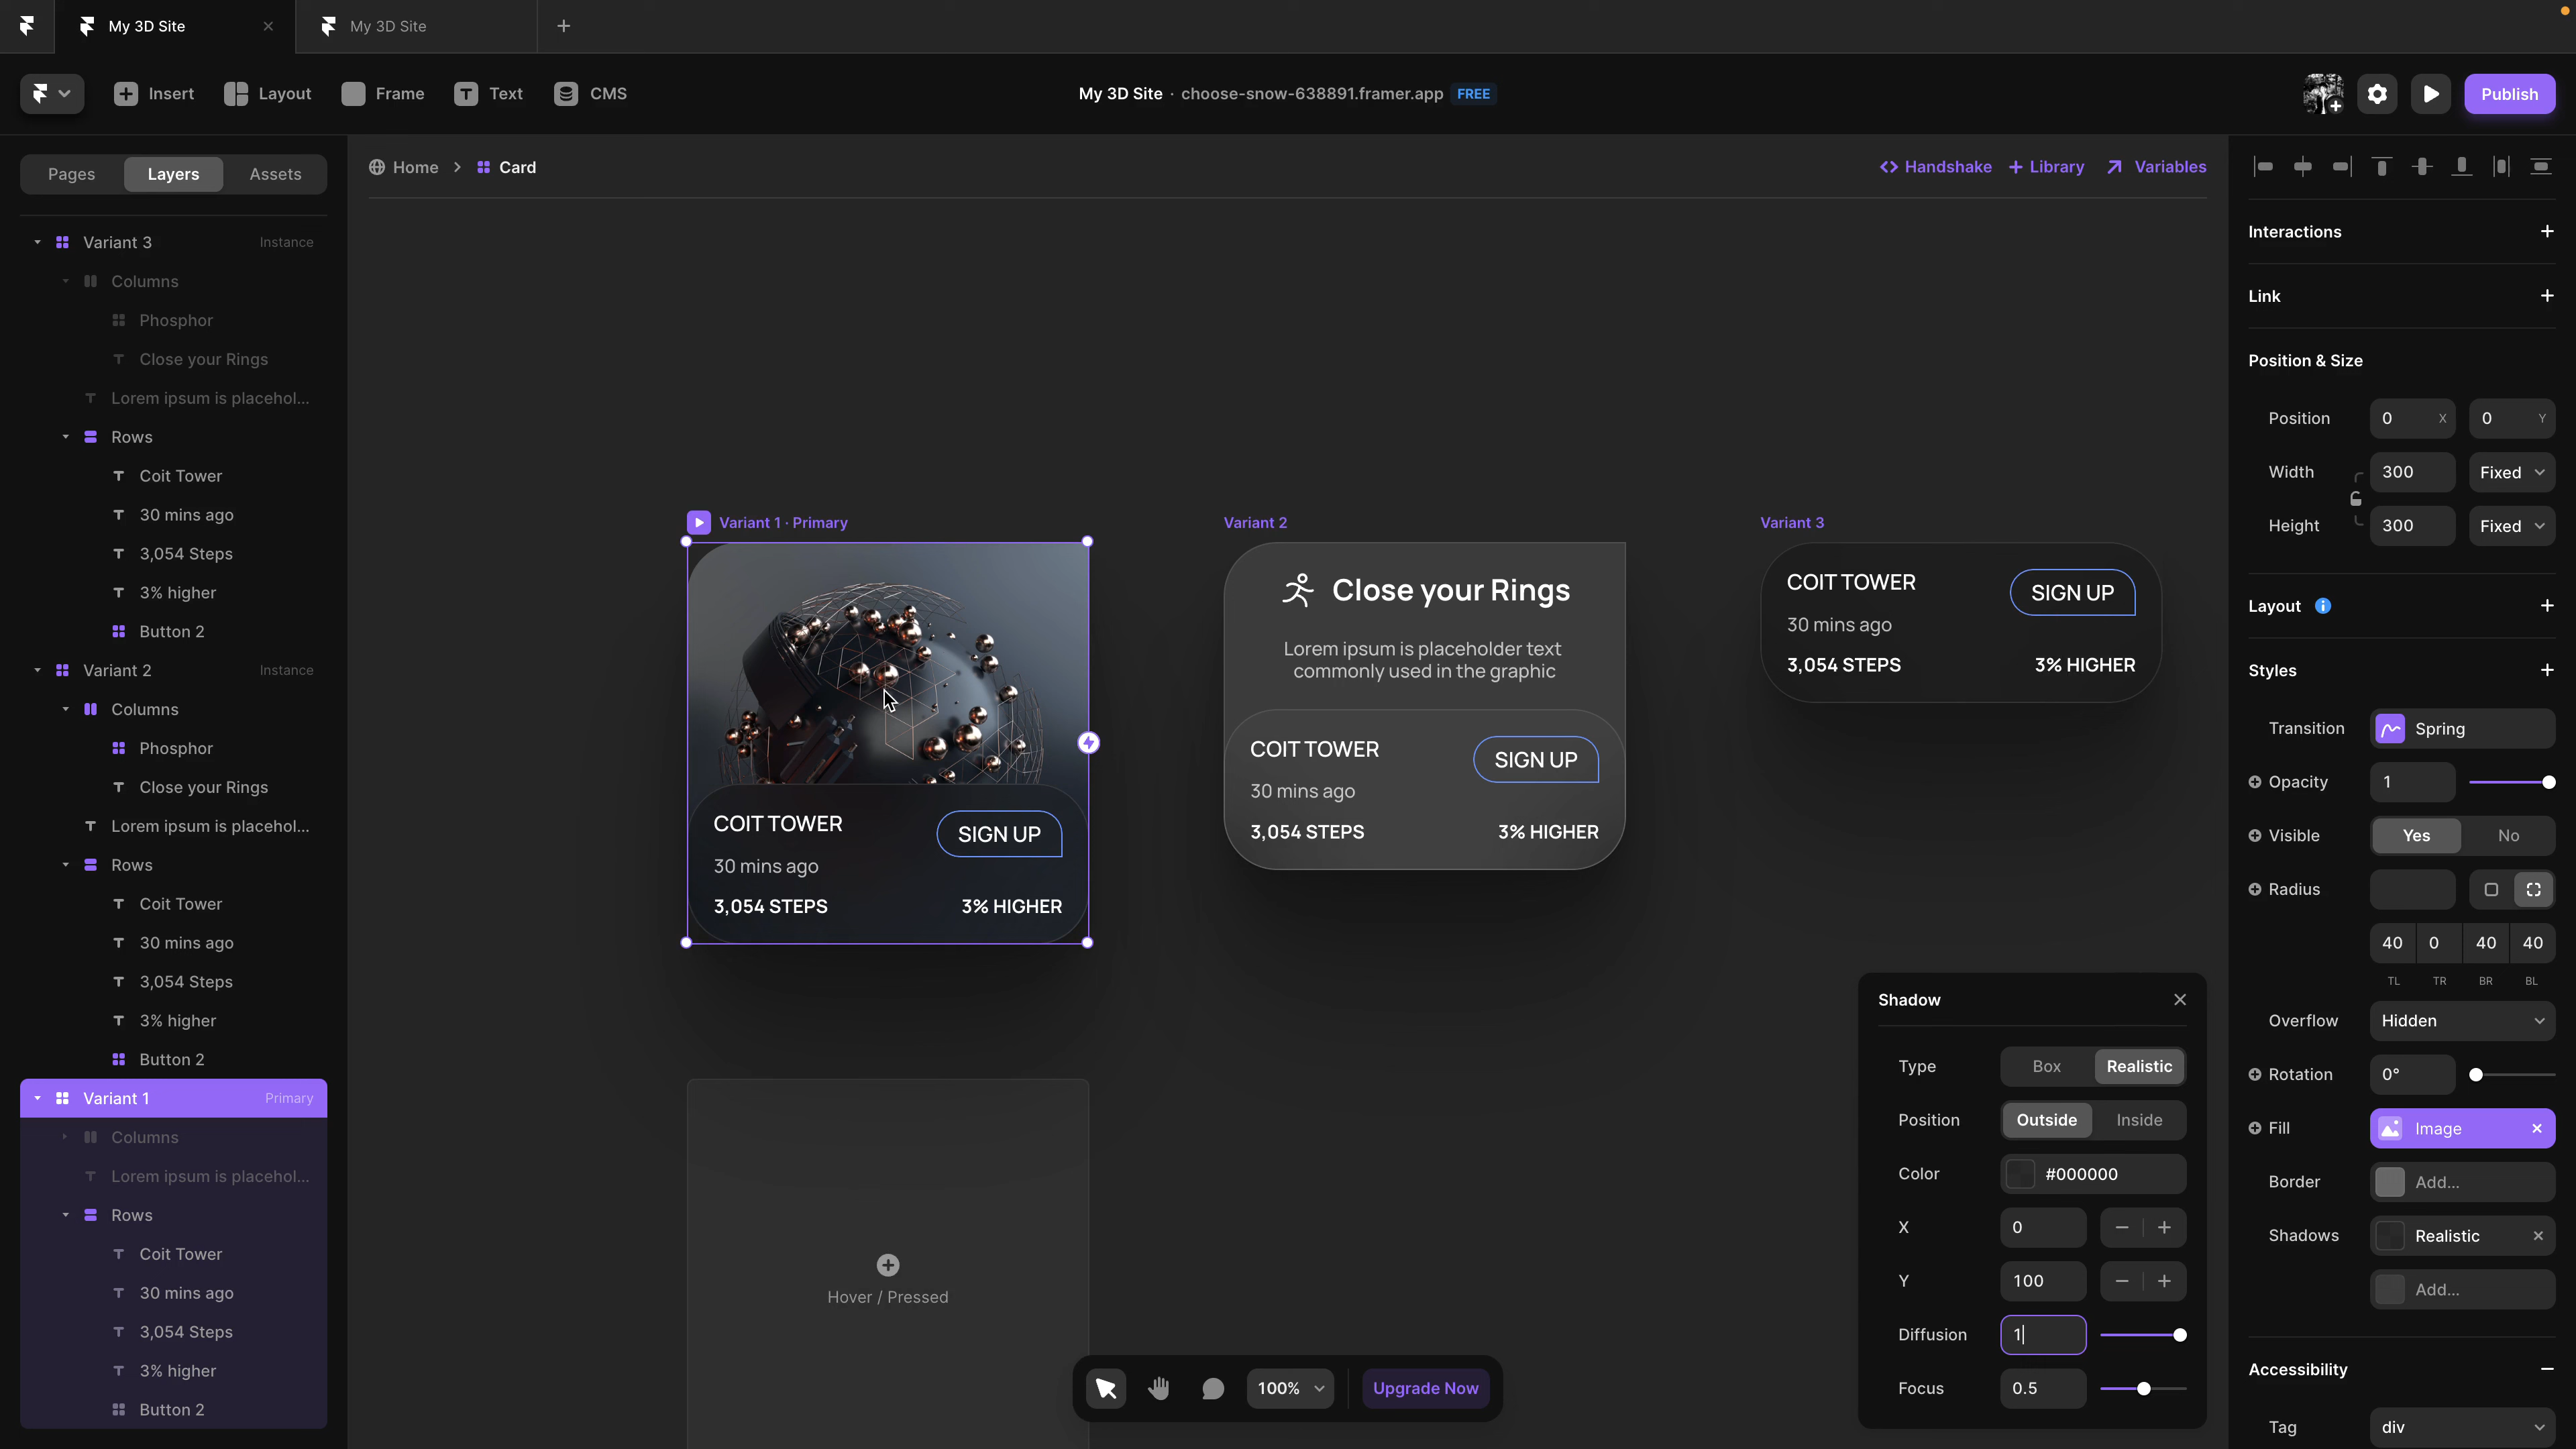 My 3D Site
My 3D Site
Insert
Layout
Frame
Text
CMS
My 3D Site · choose-snow-638891.framer.app FREE
Publish
Pages
Layers
Assets
Variant 3 Instance
Columns
Phosphor
Close your Rings
Lorem ipsum is placehol...
Rows
Coit Tower
30 mins ago
3,054 Steps
3% higher
Button 2
Variant 2 Instance
Columns
Phosphor
Close your Rings
Lorem ipsum is placehol...
Rows
Coit Tower
30 mins ago
3,054 Steps
3% higher
Button 2
Variant 1 Primary
Columns
Lorem ipsum is placehol...
Rows
Coit Tower
30 mins ago
3,054 Steps
3% higher
Button 2
Home
Card
Handshake
Library
Variables
Variant 1 · Primary
COIT TOWER
SIGN UP
30 mins ago
3,054 STEPS
3% HIGHER
Variant 2
Close your Rings
Lorem ipsum is placeholder text
commonly used in the graphic
COIT TOWER
SIGN UP
30 mins ago
3,054 STEPS
3% HIGHER
Variant 3
COIT TOWER
SIGN UP
30 mins ago
3,054 STEPS
3% HIGHER
Hover / Pressed
100%
Upgrade Now
Shadow
Type Box Realistic
Position Outside Inside
Color #000000
X 0
Y 100
Diffusion 1
Focus 0.5
Interactions
Link
Position & Size
Position 0 X 0 Y
Width 300 Fixed
Height 300 Fixed
Layout
Styles
Transition Spring
Opacity 1
Visible Yes No
Radius
40 0 40 40
TL TR BR BL
Overflow Hidden
Rotation 0°
Fill Image
Border Add...
Shadows Realistic
Add...
Accessibility
Tag div